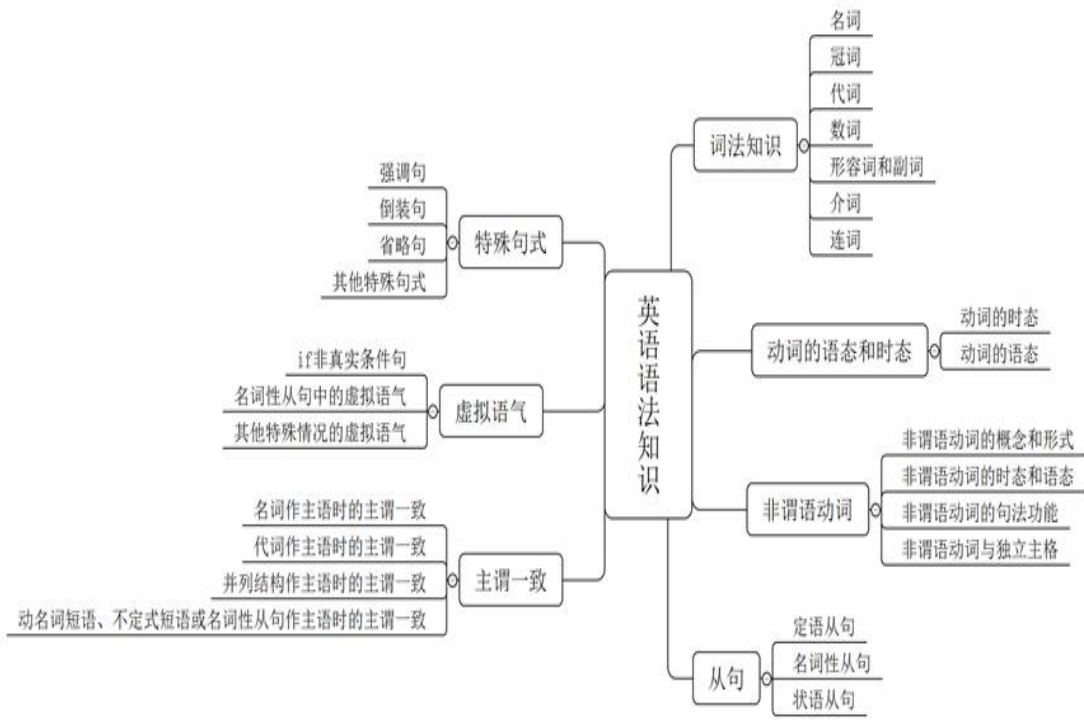 英语语法知识
词法知识
名词
冠词
代词
数词
形容词和副词
介词
连词
动词的语态和时态
动词的时态
动词的语态
非谓语动词
非谓语动词的概念和形式
非谓语动词的时态和语态
非谓语动词的句法功能
非谓语动词与独立主格
从句
定语从句
名词性从句
状语从句
特殊句式
强调句
倒装句
省略句
其他特殊句式
虚拟语气
if非真实条件句
名词性从句中的虚拟语气
其他特殊情况的虚拟语气
主谓一致
名词作主语时的主谓一致
代词作主语时的主谓一致
并列结构作主语时的主谓一致
动名词短语、不定式短语或名词性从句作主语时的主谓一致